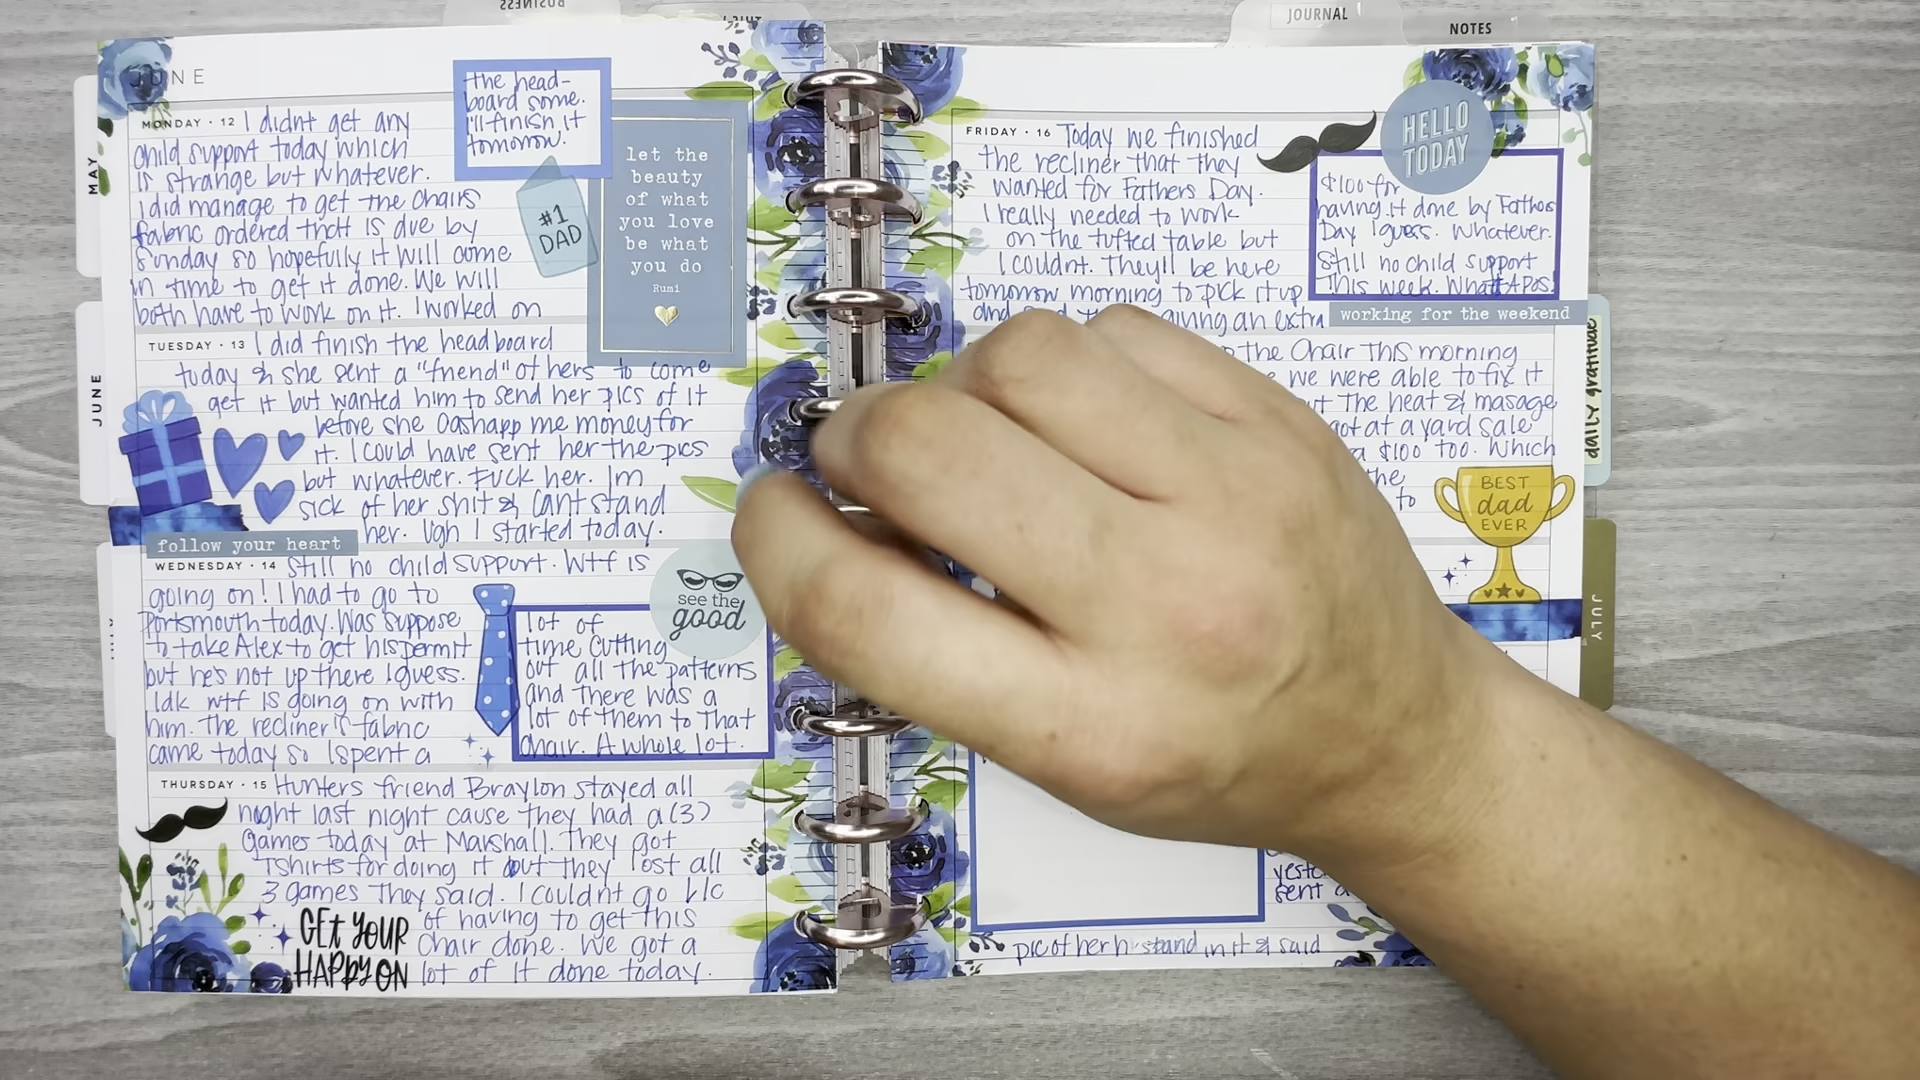 BUSINESS
JOURNAL
NOTES
MAY
JUNE
JULY
daily gratitude
JUNE
the head-
board some.
I'll finish it
tomorrow.
MONDAY · 12 I didnt get any
child support today which
is strange but whatever.
I did manage to get the chairs
fabric ordered that is due by
Sunday so hopefully it will come
in time to get it done. We will
both have to work on it. I worked on
#1
DAD
let the
beauty
of what
you love
be what
you do
Rumi
TUESDAY · 13 I did finish the headboard
today & she sent a "friend" of hers to come
get it but wanted him to send her pics of it
before she Cashapp me money for
it. I could have sent her the pics
but whatever. Fuck her. Im
sick of her shit & cant stand
her. Ugh I started today.
follow your heart
WEDNESDAY · 14 Still no child support. Wtf is
going on! I had to go to
Portsmouth today. Was suppose
to take Alex to get his permit
but he's not up there I guess.
Idk wtf is going on with
him. The recliner's fabric
came today so I spent a
see the
good
lot of
time cutting
out all the patterns
and there was a
lot of them to that
chair. A whole lot.
THURSDAY · 15 Hunters friend Braylon stayed all
night last night cause they had a (3)
games today at Marshall. They got
Tshirts for doing it but they lost all
3 games they said. I couldnt go b/c
of having to get this
chair done. We got a
lot of it done today.
GET YOUR
HAPPY ON
FRIDAY · 16 Today we finished
the recliner that they
wanted for Fathers Day.
I really needed to work
on the tufted table but
I couldnt. They'll be here
tomorrow morning to pick it up
and giving an extra
HELLO
TODAY
$100 for
having it done by Fathers
Day I guess. Whatever.
Still no child support
this week. What A POS!
working for the weekend
the Chair this morning
we were able to fix it
the heat & masage
got at a yard sale
a $100 too. Which
the
to
BEST
dad
EVER
sent
pic of her h stand in it & said